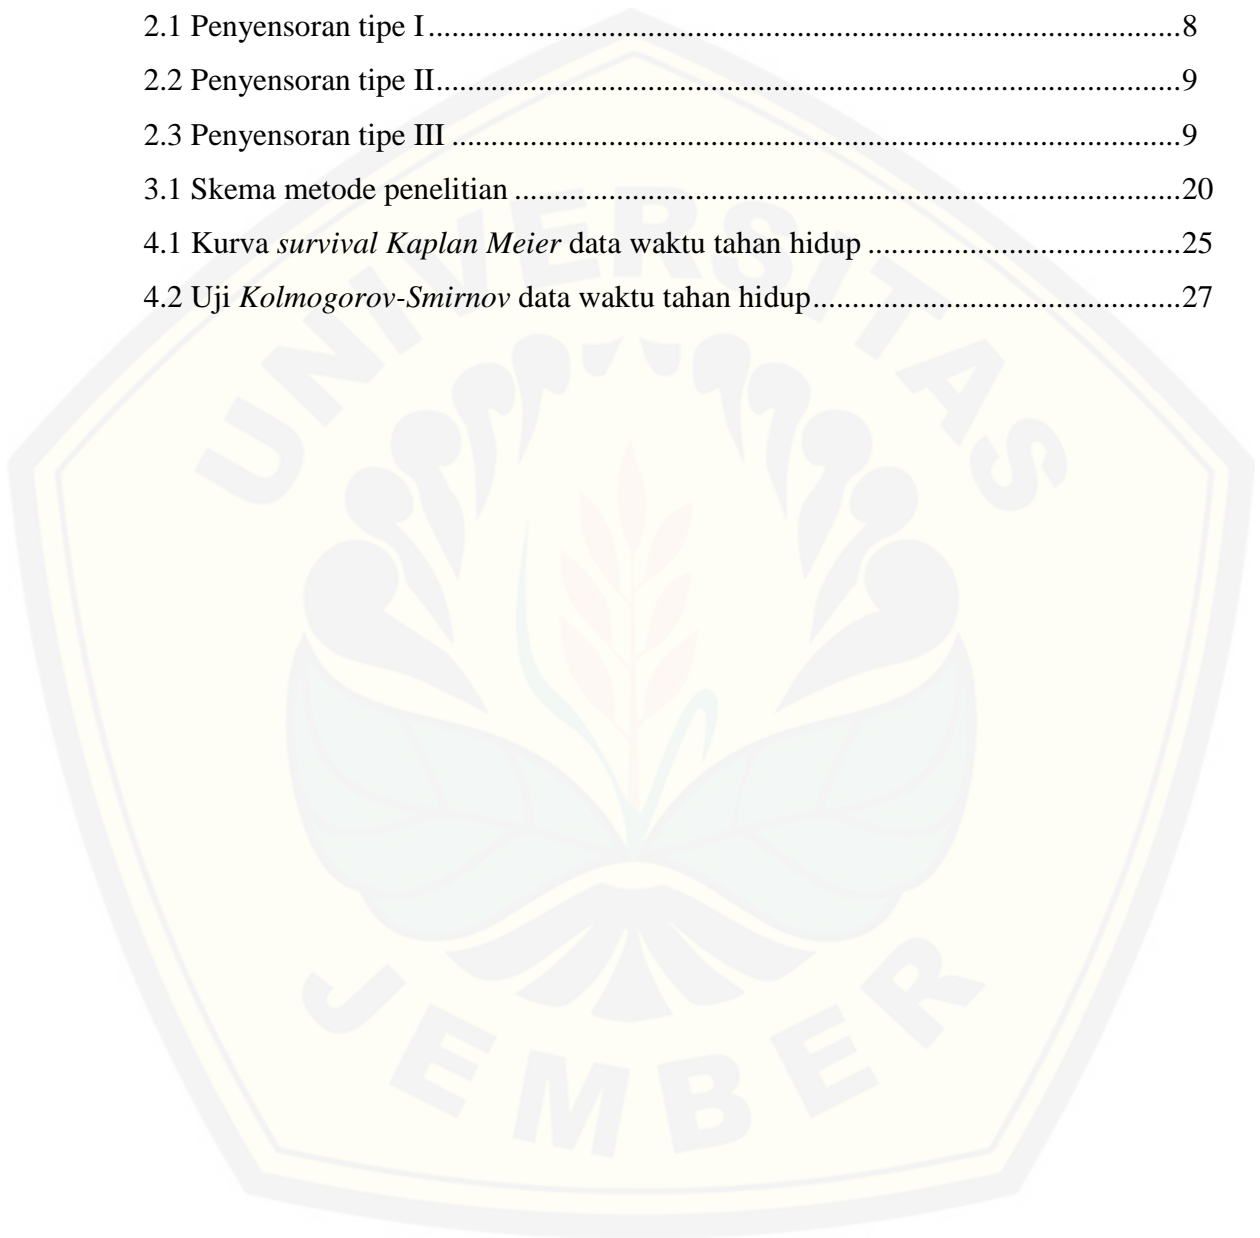 2.1 Penyensoran tipe I..............................................................................................8
2.2 Penyensoran tipe II.............................................................................................9
2.3 Penyensoran tipe III ...........................................................................................9
3.1 Skema metode penelitian ...................................................................................20
4.1 Kurva survival Kaplan Meier data waktu tahan hidup .......................................25
4.2 Uji Kolmogorov-Smirnov data waktu tahan hidup..............................................27
UNIVERSITAS
JEMBER